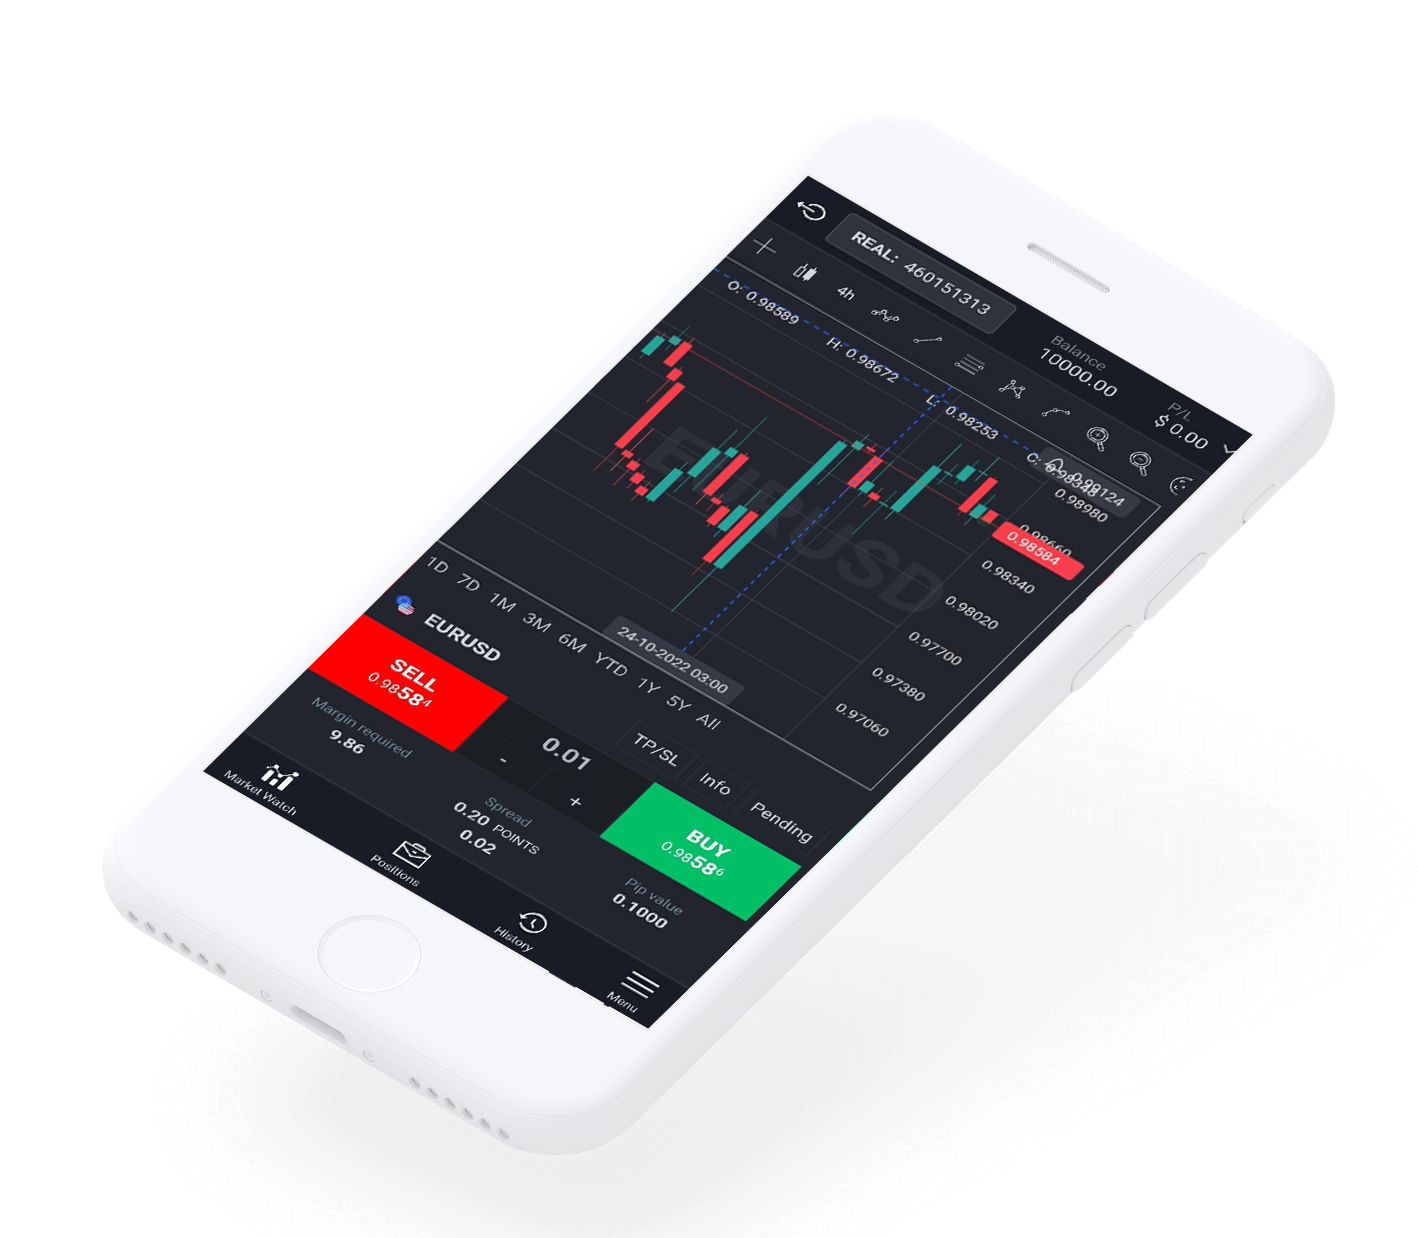 REAL: 460151313
Balance
10000.00
P/L
$ 0.00
4h
O: 0.98589
H: 0.98672
L: 0.98253
C: 0.98348
EURUSD
0.98980
0.98660
0.98584
0.98340
0.98020
0.97700
0.97380
0.97060
24-10-2022 03:00
1D 7D 1M 3M 6M YTD 1Y 5Y All
EURUSD
TP/SL Info Pending
SELL
0.98584
0.01
- +
BUY
0.98586
Margin required
9.86
Spread
0.20 POINTS
0.02
Pip value
0.1000
Market Watch
Positions
History
Menu